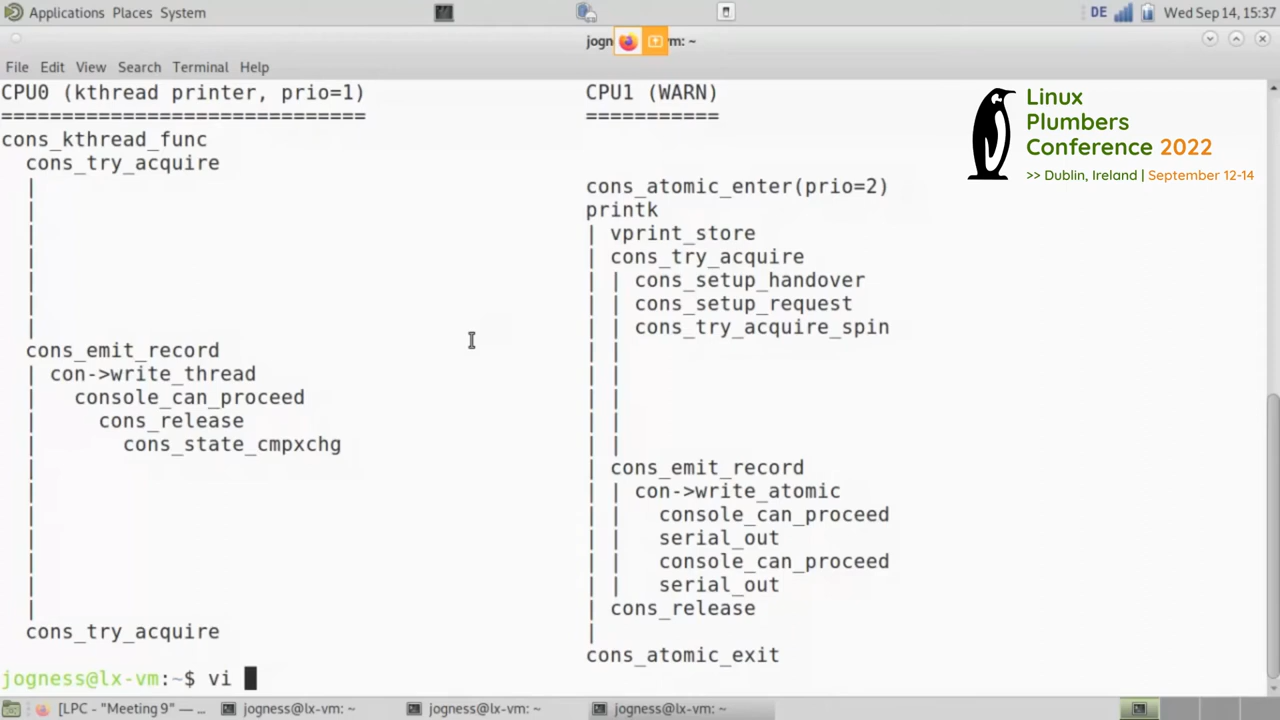 Applications Places System
DE
Wed Sep 14, 15:37
jogn m: ~
File Edit View Search Terminal Help
CPU0 (kthread printer, prio=1) CPU1 (WARN)
============================== ===========
cons_kthread_func
cons_try_acquire
| cons_atomic_enter(prio=2)
| printk
| | vprint_store
| | cons_try_acquire
| | | cons_setup_handover
| | | cons_setup_request
| | | cons_try_acquire_spin
cons_emit_record | |
| con->write_thread | |
| console_can_proceed | |
| cons_release | |
| cons_state_cmpxchg | |
| | cons_emit_record
| | | con->write_atomic
| | | console_can_proceed
| | | serial_out
| | | console_can_proceed
| | | serial_out
| | cons_release
cons_try_acquire |
cons_atomic_exit
jogness@lx-vm:~$ vi
Linux
Plumbers
Conference 2022
>> Dublin, Ireland | September 12-14
[LPC - "Meeting 9" — ... jogness@lx-vm: ~ jogness@lx-vm: ~ jogness@lx-vm: ~